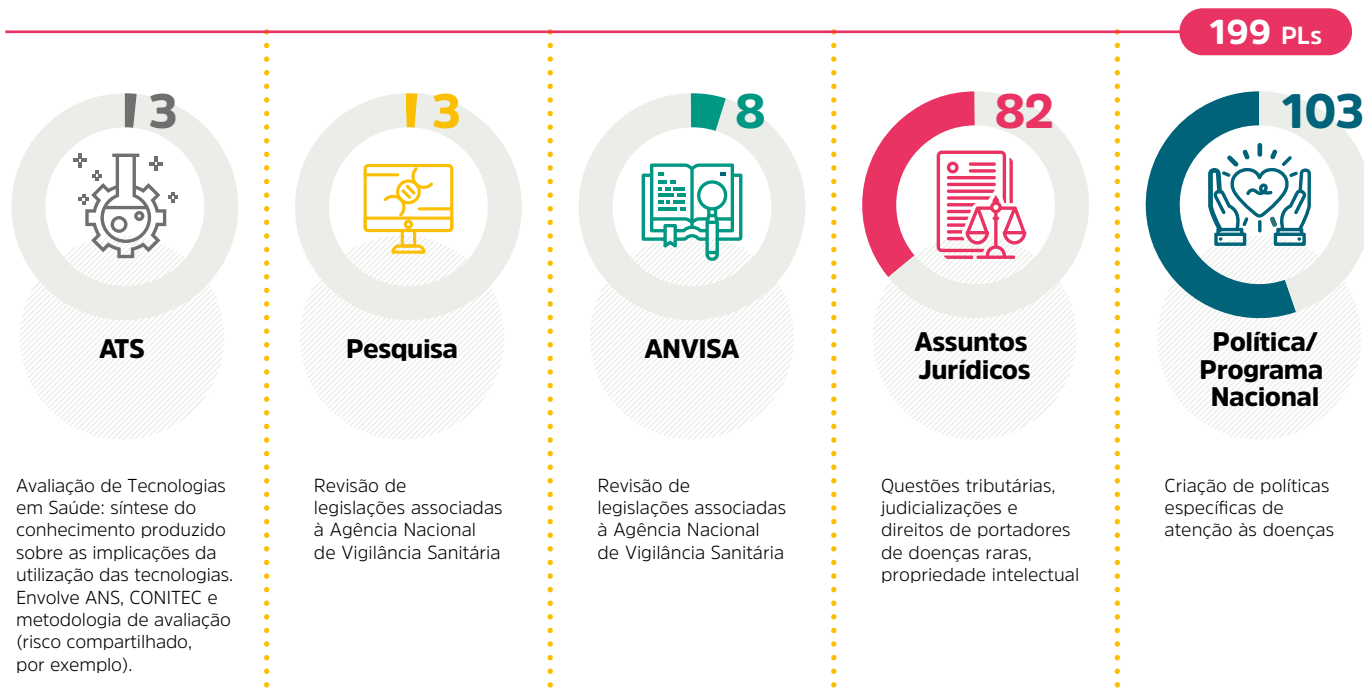 199 PLs
3
ATS
Avaliação de Tecnologias
em Saúde: síntese do
conhecimento produzido
sobre as implicações da
utilização das tecnologias.
Envolve ANS, CONITEC e
metodologia de avaliação
(risco compartilhado,
por exemplo).
3
Pesquisa
Revisão de
legislações associadas
à Agência Nacional
de Vigilância Sanitária
8
ANVISA
Revisão de
legislações associadas
à Agência Nacional
de Vigilância Sanitária
82
Assuntos
Jurídicos
Questões tributárias,
judicializações e
direitos de portadores
de doenças raras,
propriedade intelectual
103
Política/
Programa
Nacional
Criação de políticas
específicas de
atenção às doenças